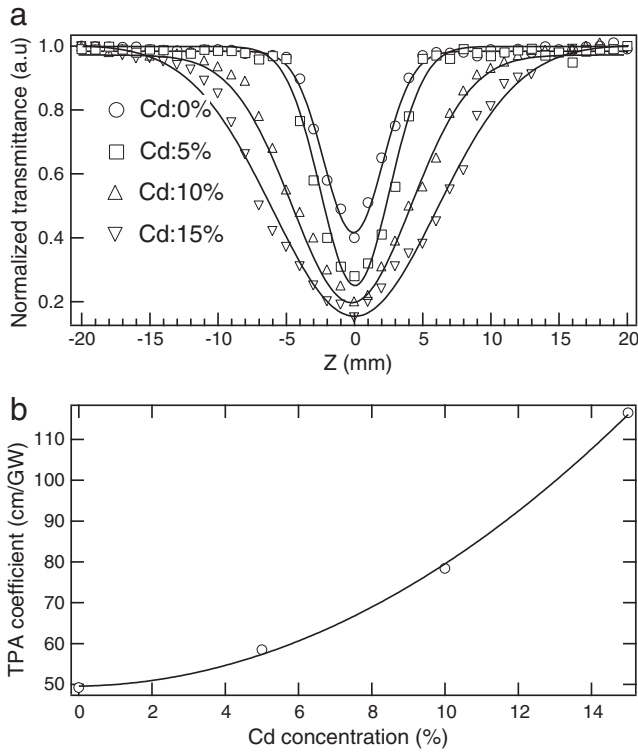 a
Normalized transmittance (a.u)
1.0
0.8
0.6
0.4
0.2
Cd:0%
Cd:5%
Cd:10%
Cd:15%
-20 -15 -10 -5 0 5 10 15 20
Z (mm)
b
TPA coefficient (cm/GW)
110
100
90
80
70
60
50
0 2 4 6 8 10 12 14
Cd concentration (%)